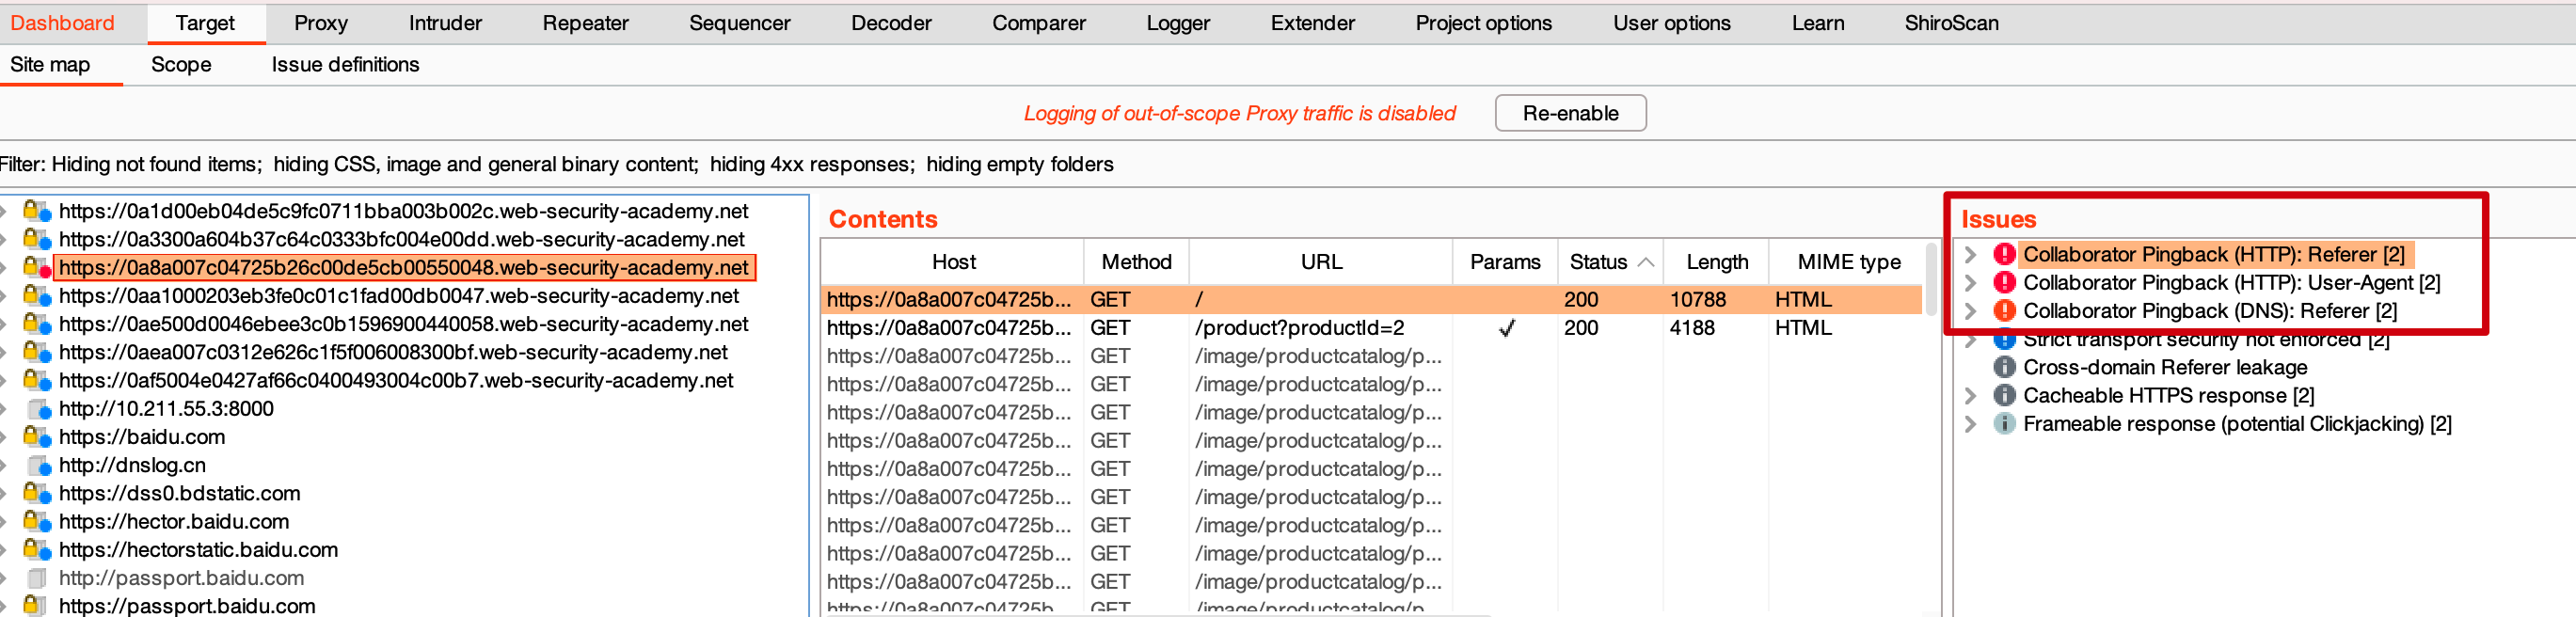 Dashboard Target Proxy Intruder Repeater Sequencer Decoder Comparer Logger Extender Project options User options Learn ShiroScan
Site map Scope Issue definitions
Logging of out-of-scope Proxy traffic is disabled Re-enable
Filter: Hiding not found items; hiding CSS, image and general binary content; hiding 4xx responses; hiding empty folders
https://0a1d00eb04de5c9fc0711bba003b002c.web-security-academy.net
https://0a3300a604b37c64c0333bfc004e00dd.web-security-academy.net
https://0a8a007c04725b26c00de5cb00550048.web-security-academy.net
https://0aa1000203eb3fe0c01c1fad00db0047.web-security-academy.net
https://0ae500d0046ebee3c0b1596900440058.web-security-academy.net
https://0aea007c0312e626c1f5f006008300bf.web-security-academy.net
https://0af5004e0427af66c0400493004c00b7.web-security-academy.net
http://10.211.55.3:8000
https://baidu.com
http://dnslog.cn
https://dss0.bdstatic.com
https://hector.baidu.com
https://hectorstatic.baidu.com
http://passport.baidu.com
https://passport.baidu.com
Contents
Host Method URL Params Status Length MIME type
https://0a8a007c04725b... GET / 200 10788 HTML
https://0a8a007c04725b... GET /product?productId=2 ✓ 200 4188 HTML
https://0a8a007c04725b... GET /image/productcatalog/p...
https://0a8a007c04725b... GET /image/productcatalog/p...
https://0a8a007c04725b... GET /image/productcatalog/p...
https://0a8a007c04725b... GET /image/productcatalog/p...
https://0a8a007c04725b... GET /image/productcatalog/p...
https://0a8a007c04725b... GET /image/productcatalog/p...
https://0a8a007c04725b... GET /image/productcatalog/p...
https://0a8a007c04725b... GET /image/productcatalog/p...
https://0a8a007c04725b... GET /image/productcatalog/p...
https://0a8a007c04725b... GET /image/productcatalog/p...
Issues
Collaborator Pingback (HTTP): Referer [2]
Collaborator Pingback (HTTP): User-Agent [2]
Collaborator Pingback (DNS): Referer [2]
Strict transport security not enforced [2]
Cross-domain Referer leakage
Cacheable HTTPS response [2]
Frameable response (potential Clickjacking) [2]